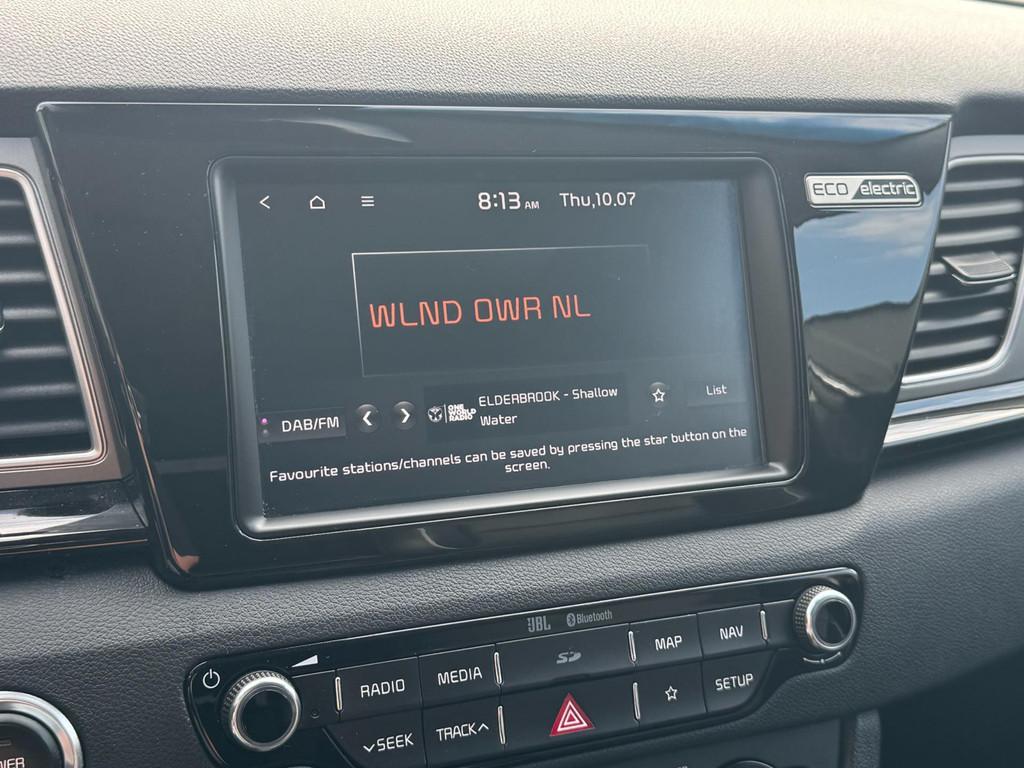 8:13 AM Thu,10.07
ECO electric
WLND OWR NL
DAB/FM
ONE
WORLD
RADIO
ELDERBROOK - Shallow
Water
List
Favourite stations/channels can be saved by pressing the star button on the
screen.
JBL Bluetooth
RADIO
MEDIA
SD
MAP
NAV
SEEK
TRACK
SETUP